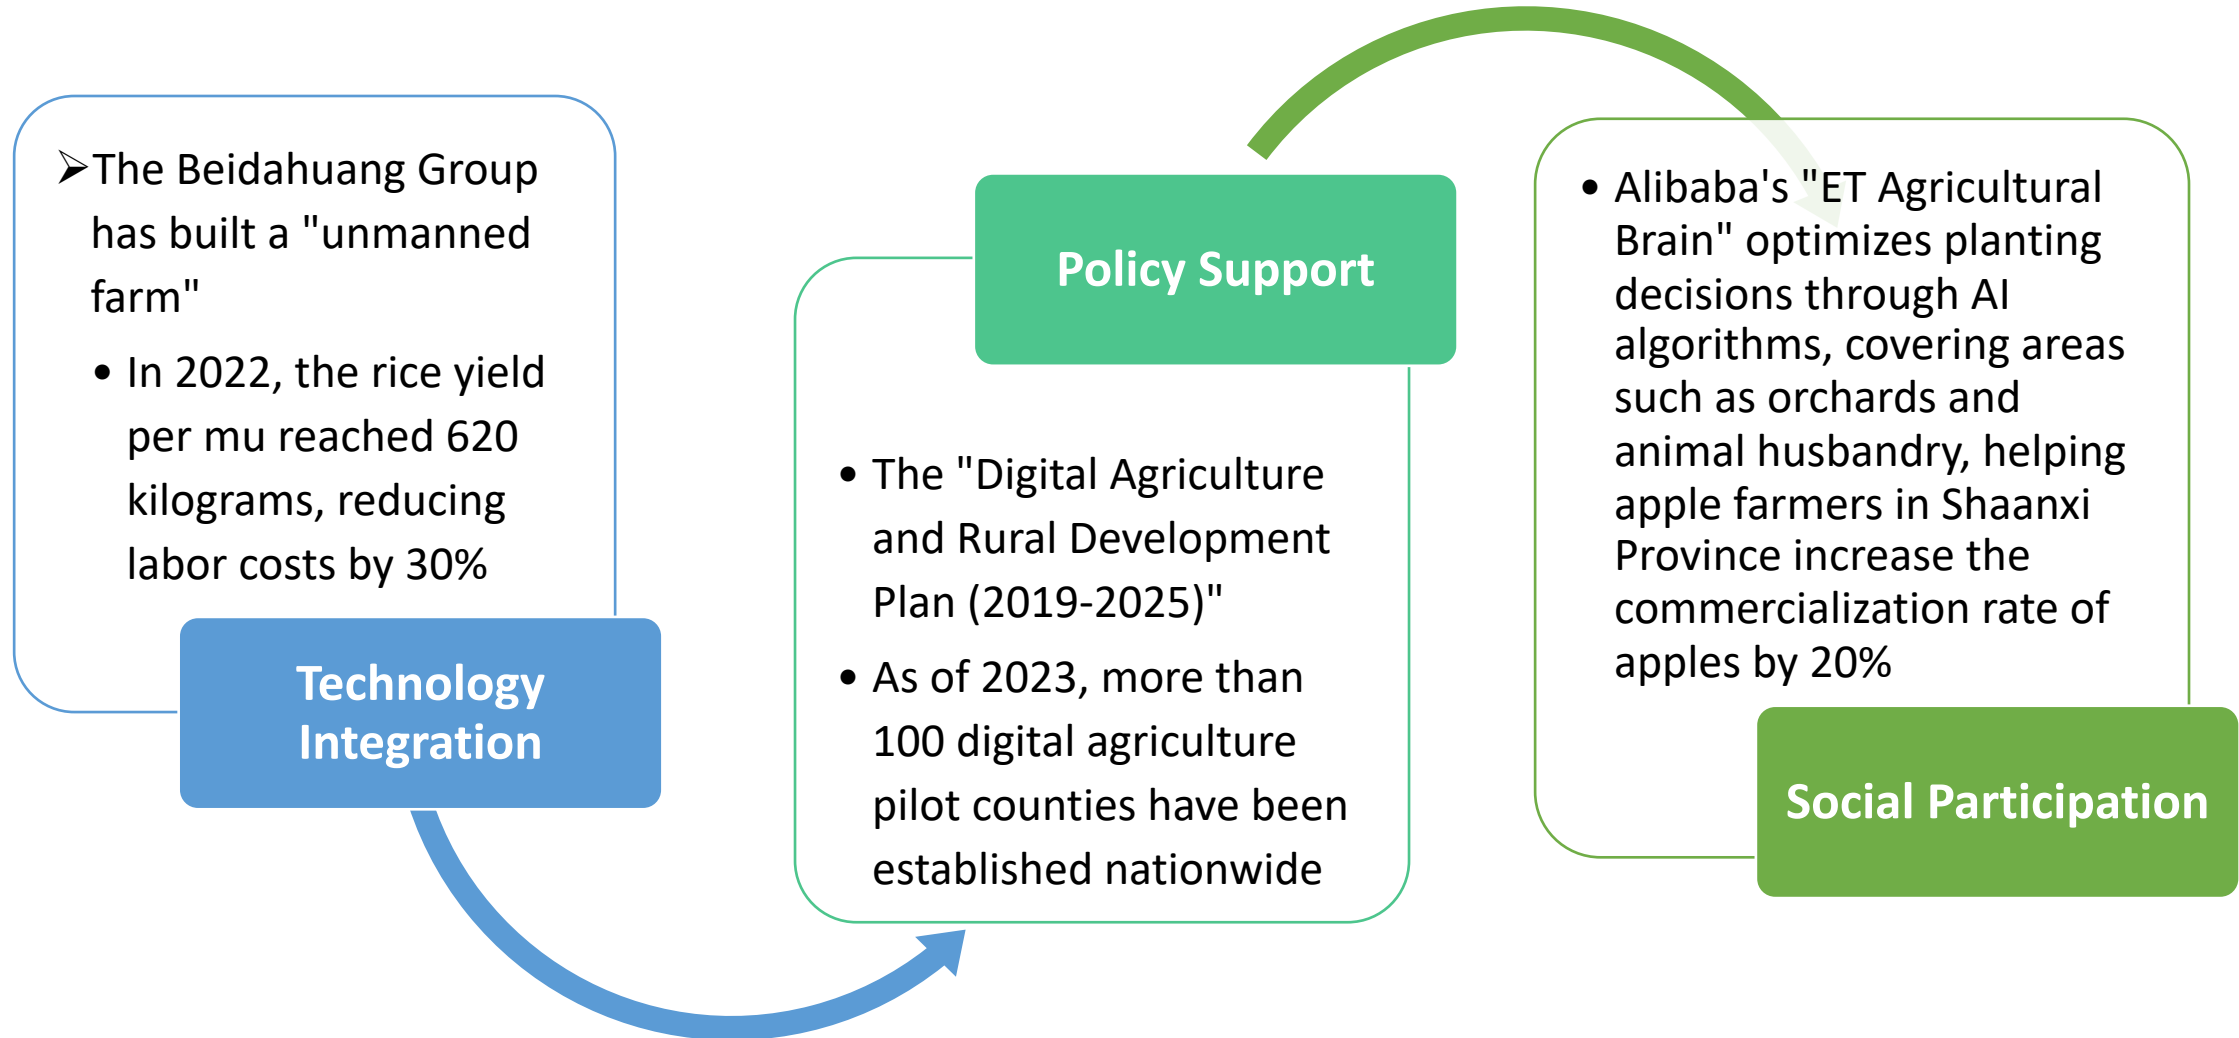 ➢The Beidahuang Group
has built a "unmanned
farm"
• In 2022, the rice yield
per mu reached 620
kilograms, reducing
labor costs by 30%
Technology
Integration
Policy Support
• The "Digital Agriculture
and Rural Development
Plan (2019-2025)"
• As of 2023, more than
100 digital agriculture
pilot counties have been
established nationwide
• Alibaba's "ET Agricultural
Brain" optimizes planting
decisions through AI
algorithms, covering areas
such as orchards and
animal husbandry, helping
apple farmers in Shaanxi
Province increase the
commercialization rate of
apples by 20%
Social Participation